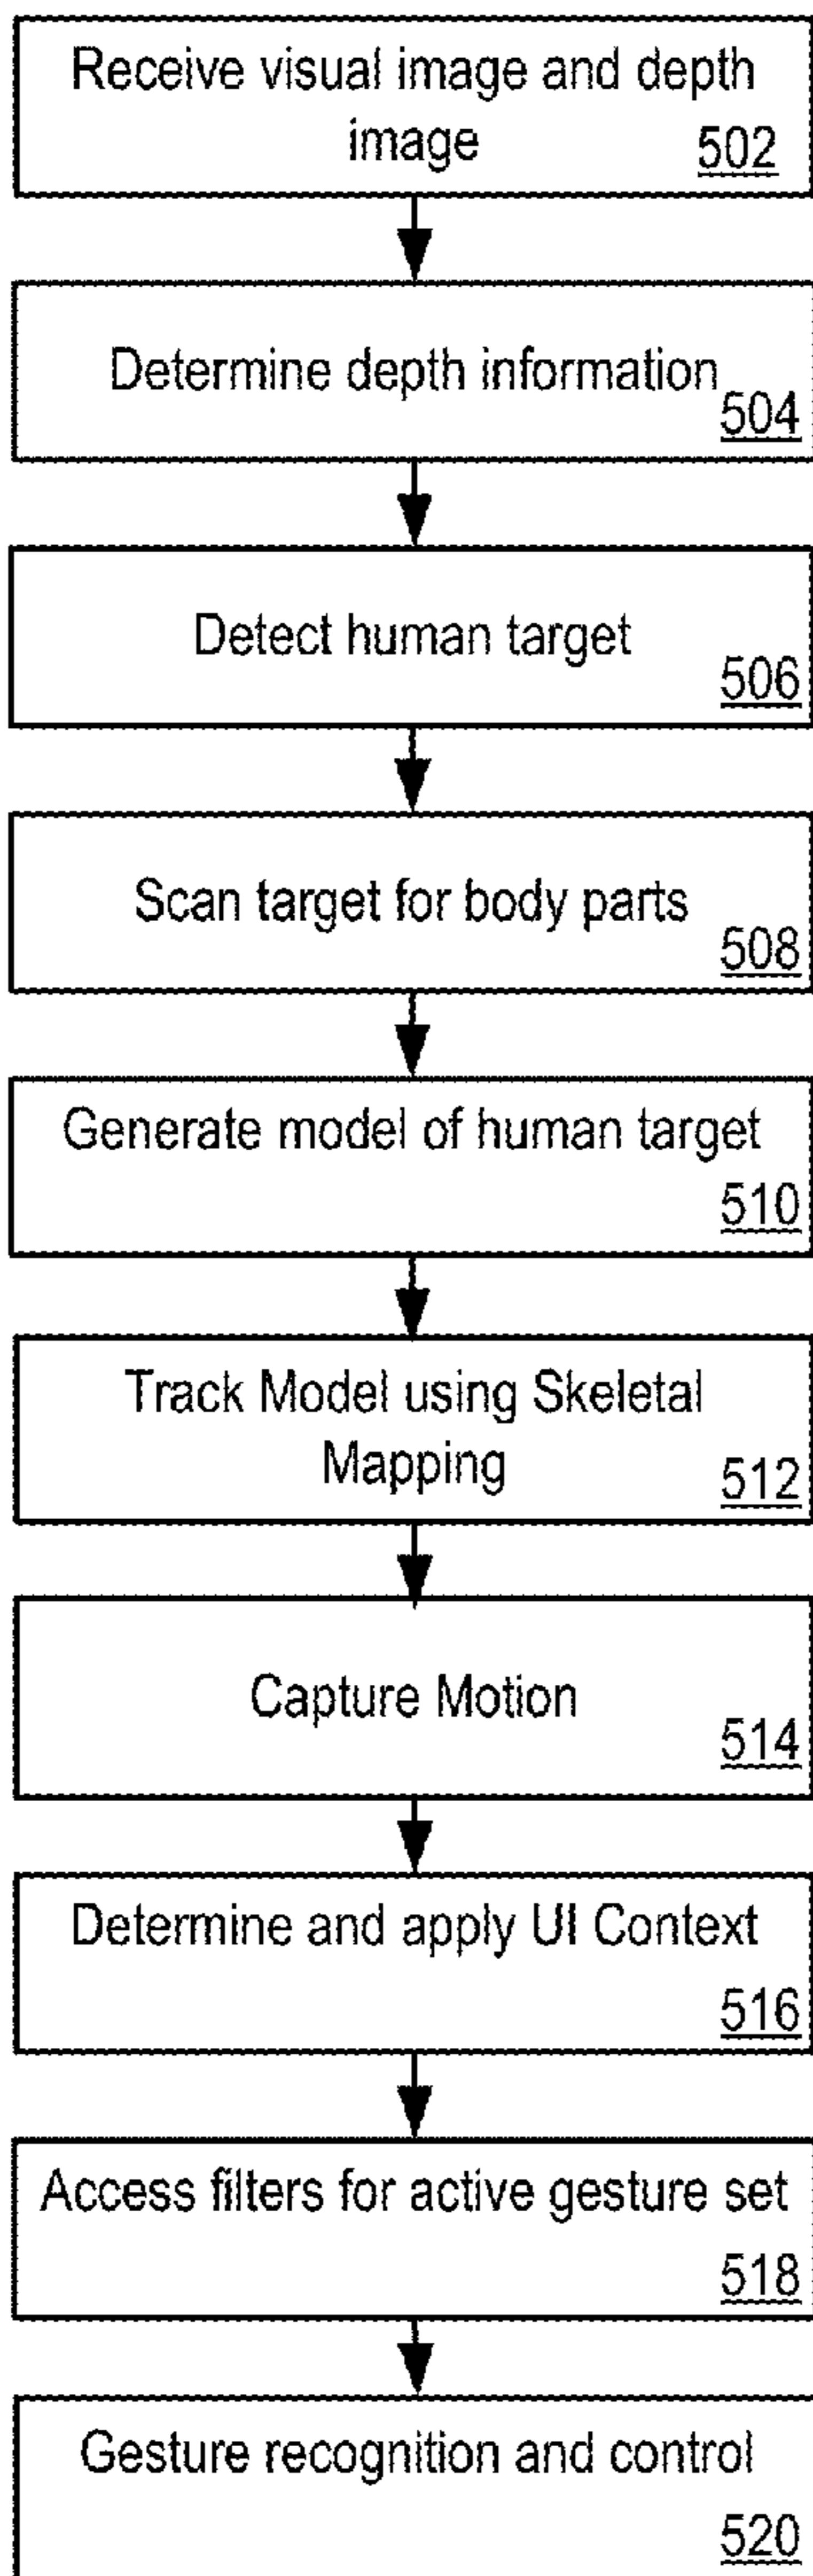 Receive visual image and depth
image 502
Determine depth information
504
Detect human target
506
Scan target for body parts
508
Generate model of human target
510
Track Model using Skeletal
Mapping 512
Capture Motion
514
Determine and apply UI Context
516
Access filters for active gesture set
518
Gesture recognition and control
520